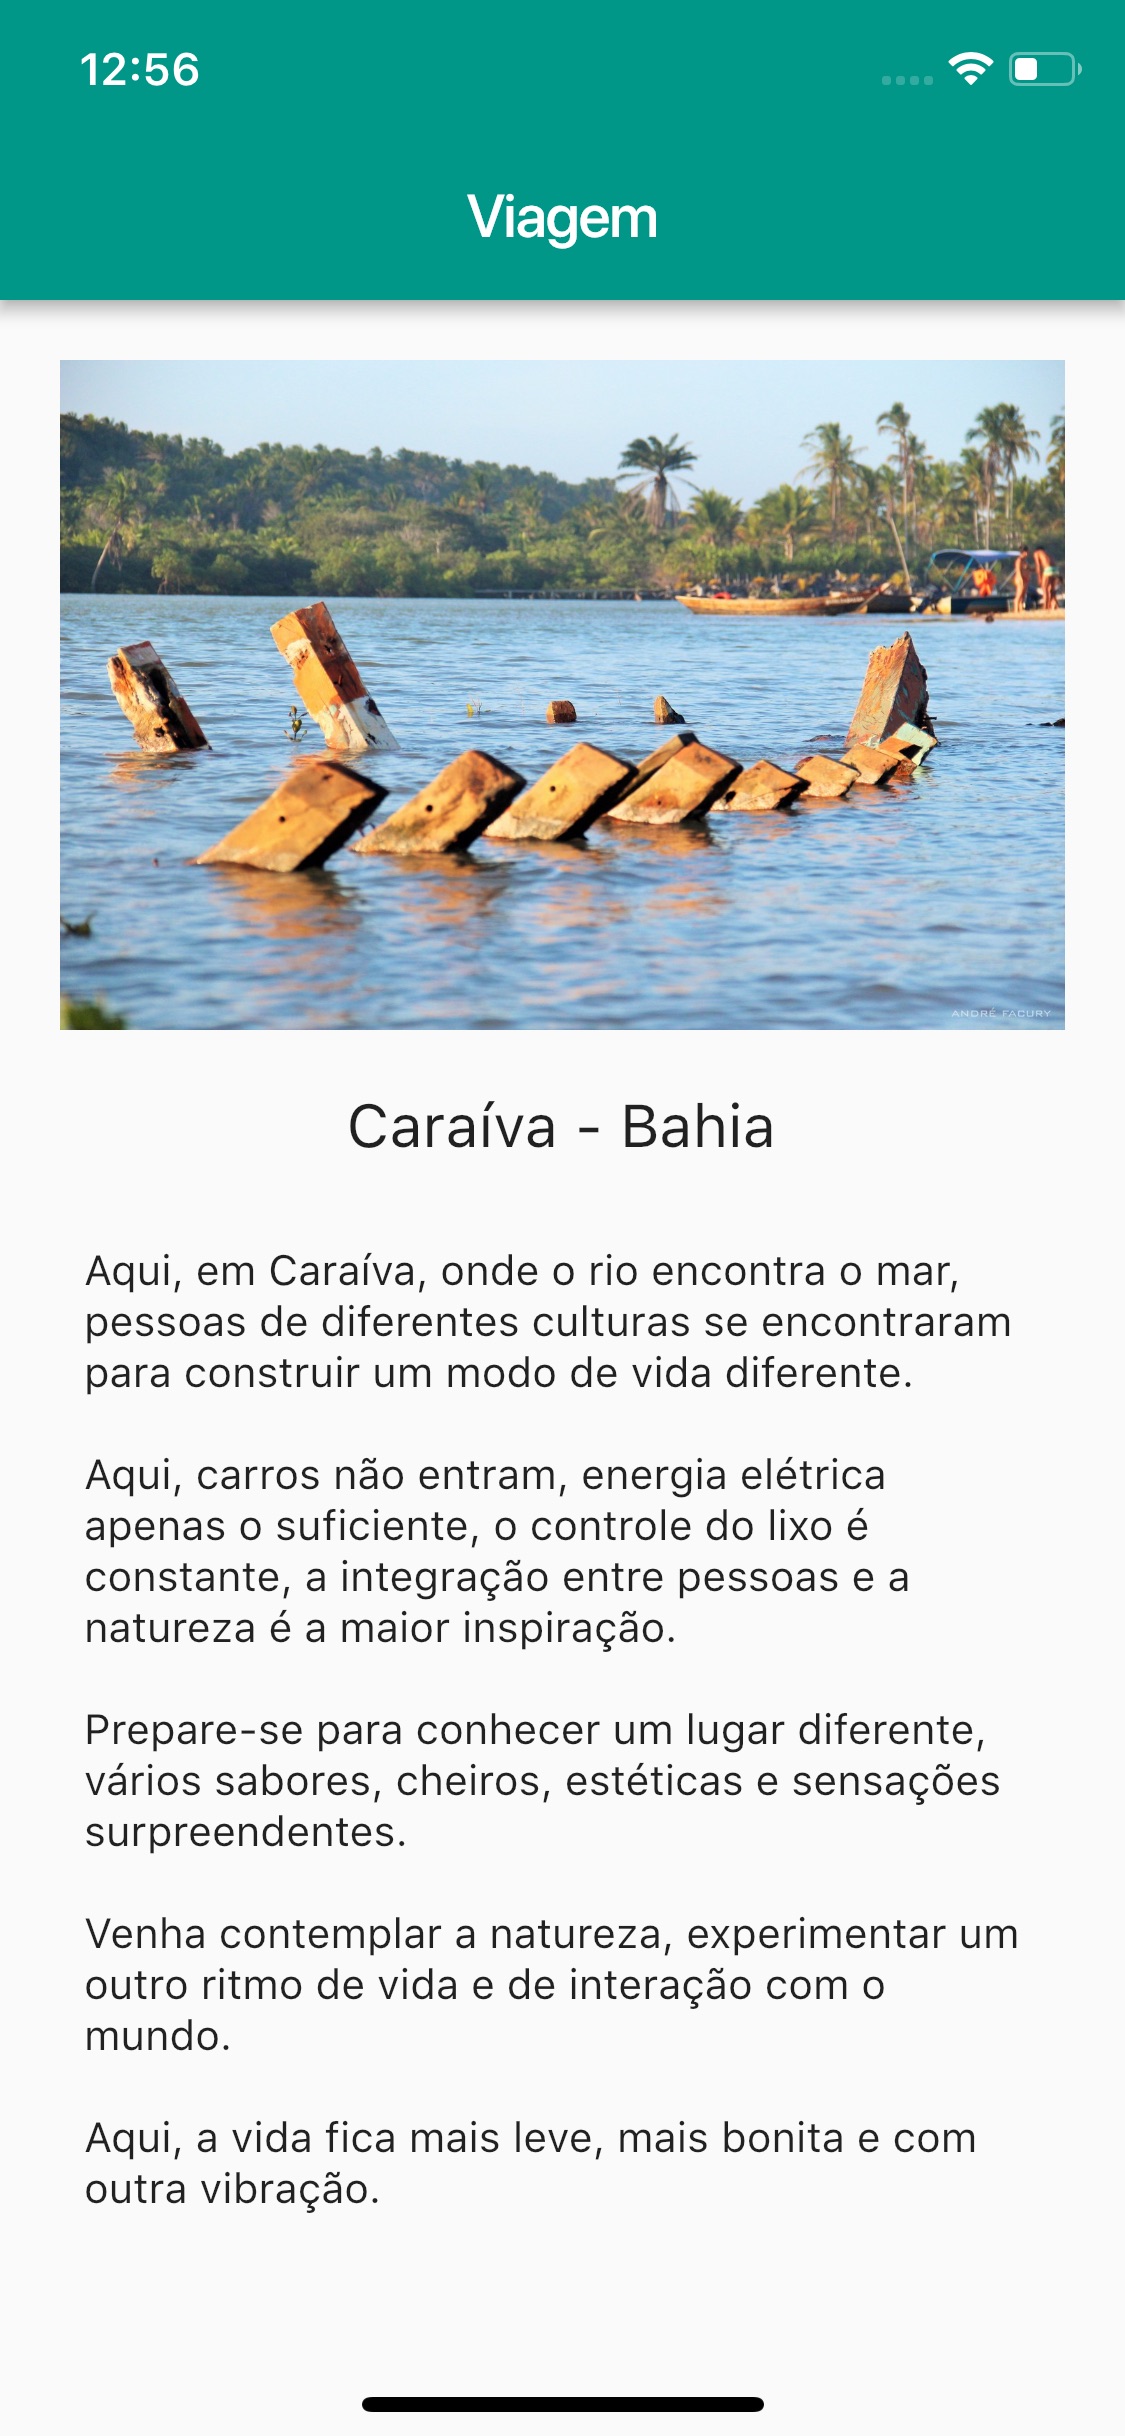 12:56
Viagem
ANDRÉ FACURY
Caraíva - Bahia
Aqui, em Caraíva, onde o rio encontra o mar,
pessoas de diferentes culturas se encontraram
para construir um modo de vida diferente.
Aqui, carros não entram, energia elétrica
apenas o suficiente, o controle do lixo é
constante, a integração entre pessoas e a
natureza é a maior inspiração.
Prepare-se para conhecer um lugar diferente,
vários sabores, cheiros, estéticas e sensações
surpreendentes.
Venha contemplar a natureza, experimentar um
outro ritmo de vida e de interação com o
mundo.
Aqui, a vida fica mais leve, mais bonita e com
outra vibração.